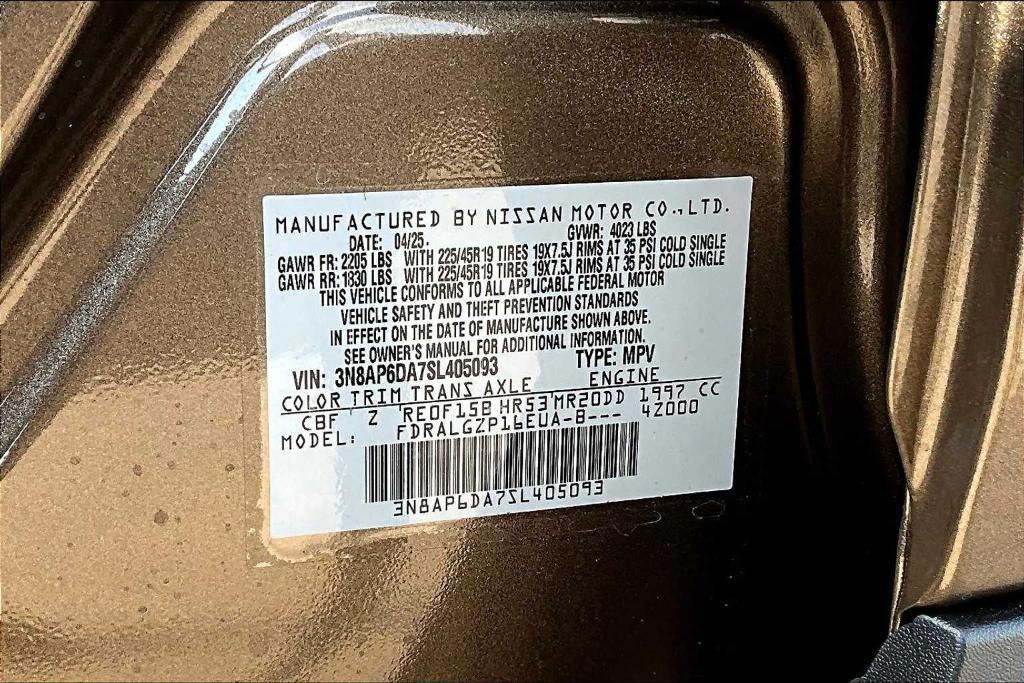 MANUFACTURED BY NISSAN MOTOR CO., LTD.
DATE: 04/25. GVWR: 4023 LBS
GAWR FR: 2205 LBS WITH 225/45R19 TIRES 19X7.5J RIMS AT 35 PSI COLD SINGLE
GAWR RR: 1830 LBS WITH 225/45R19 TIRES 19X7.5J RIMS AT 35 PSI COLD SINGLE
THIS VEHICLE CONFORMS TO ALL APPLICABLE FEDERAL MOTOR
VEHICLE SAFETY AND THEFT PREVENTION STANDARDS
IN EFFECT ON THE DATE OF MANUFACTURE SHOWN ABOVE.
SEE OWNER'S MANUAL FOR ADDITIONAL INFORMATION.
VIN: 3N8AP6DA7SL405093 TYPE: MPV
COLOR TRIM TRANS AXLE ENGINE
CBF Z RE0F15B HR53 MR20DD 1997 CC
MODEL: FDRALGZP16EUA-B--- 4Z000
3N8AP6DA7SL405093